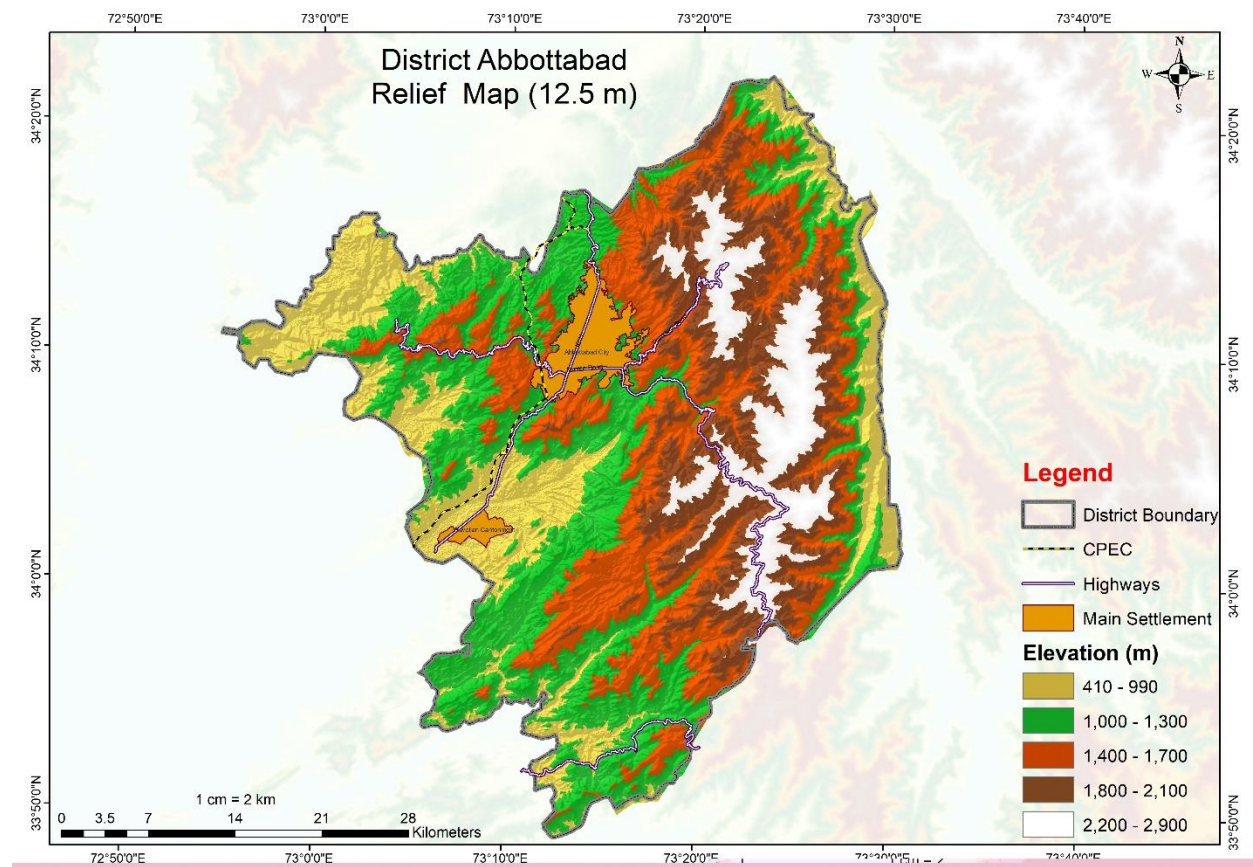 72°50'0"E 73°0'0"E 73°10'0"E 73°20'0"E 73°30'0"E 73°40'0"E
District Abbottabad
Relief Map (12.5 m)
N
W E
S
34°20'0"N 34°20'0"N
34°10'0"N 34°10'0"N
Abbottabad City
34°0'0"N 34°0'0"N
33°50'0"N 33°50'0"N
Legend
District Boundary
CPEC
Highways
Main Settlement
Elevation (m)
410 - 990
1,000 - 1,300
1,400 - 1,700
1,800 - 2,100
2,200 - 2,900
1 cm = 2 km
0 3.5 7 14 21 28
Kilometers
72°50'0"E 73°0'0"E 73°10'0"E 73°20'0"E 73°30'0"E 73°40'0"E